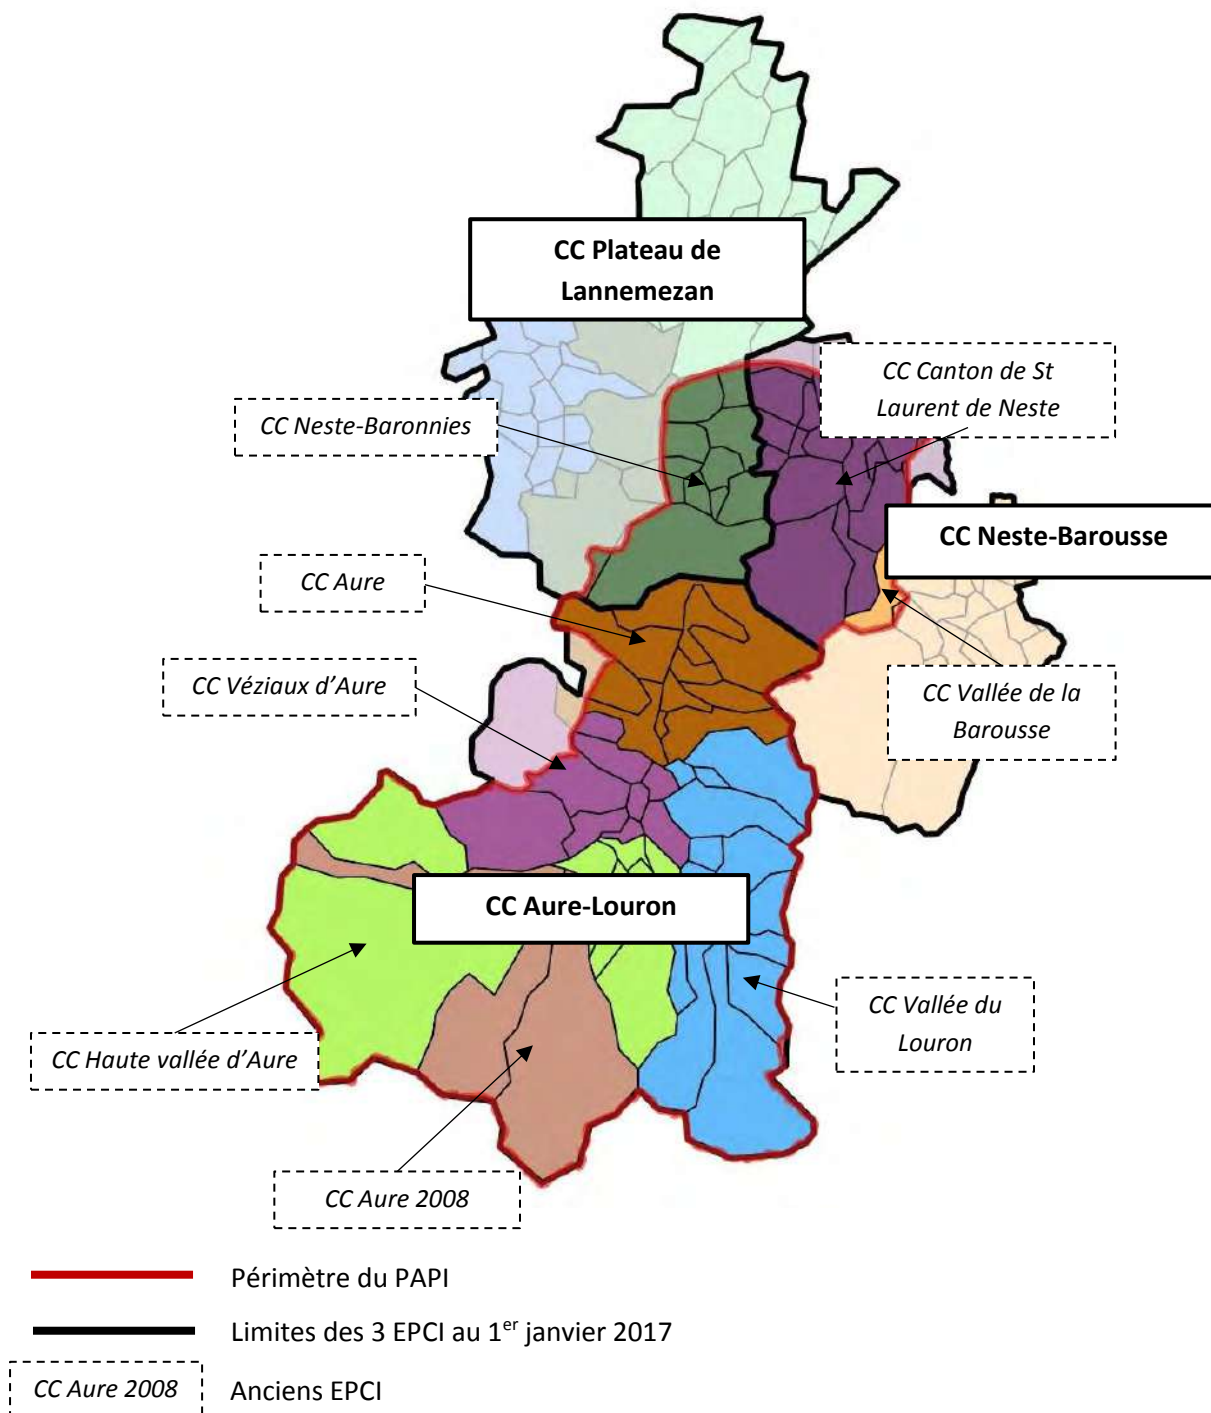 CC Plateau de
Lannemezan
CC Canton de St
Laurent de Neste
CC Neste-Baronnies
CC Neste-Barousse
CC Aure
CC Véziaux d’Aure
CC Vallée de la
Barousse
CC Aure-Louron
CC Vallée du
Louron
CC Haute vallée d’Aure
CC Aure 2008
Périmètre du PAPI
Limites des 3 EPCI au 1er janvier 2017
CC Aure 2008 Anciens EPCI